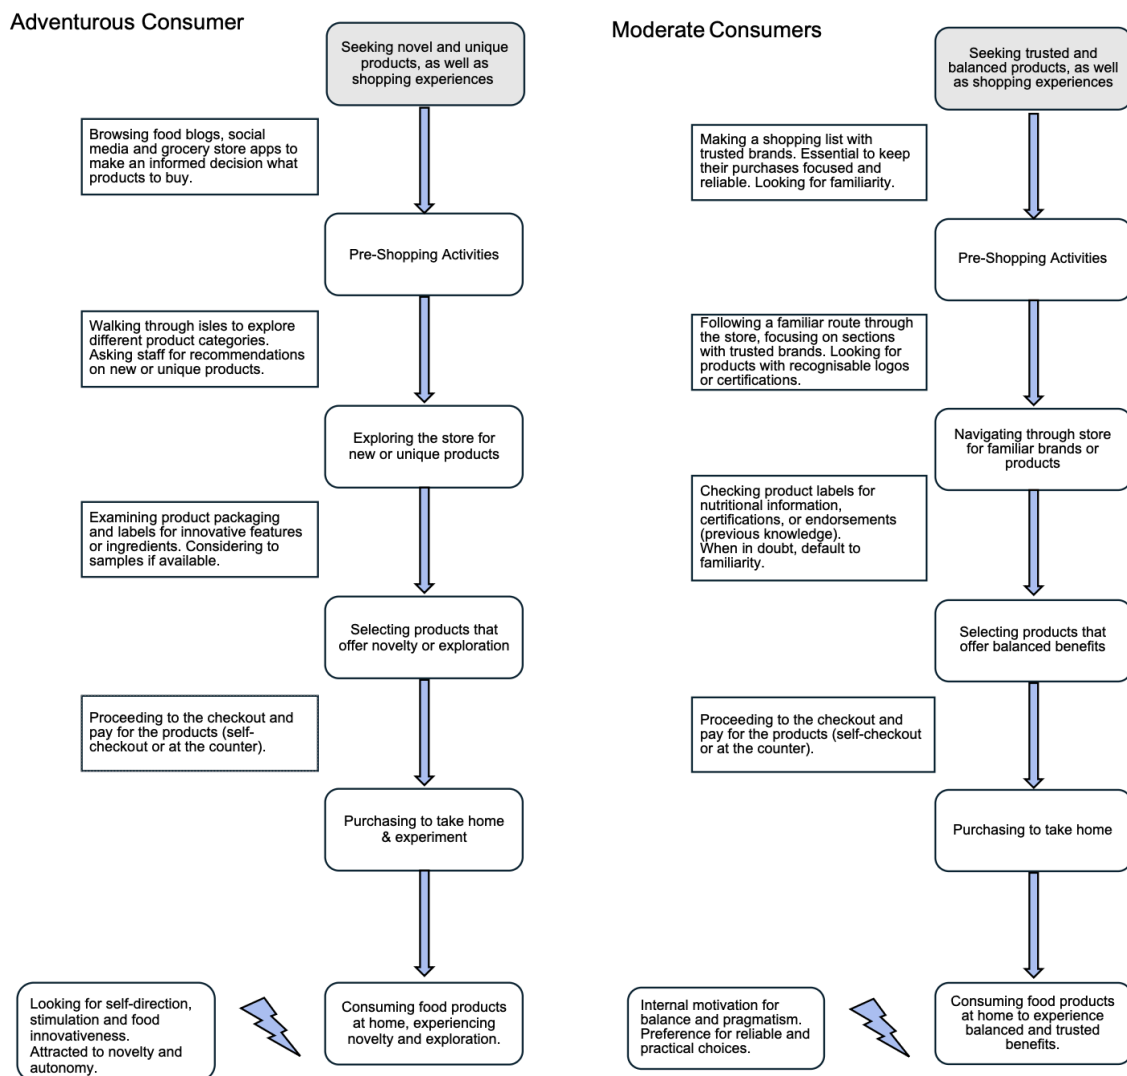 Adventurous Consumer
Seeking novel and unique
products, as well as
shopping experiences
Browsing food blogs, social
media and grocery store apps to
make an informed decision what
products to buy.
Pre-Shopping Activities
Walking through isles to explore
different product categories.
Asking staff for recommendations
on new or unique products.
Exploring the store for
new or unique products
Examining product packaging
and labels for innovative features
or ingredients. Considering to
samples if available.
Selecting products that
offer novelty or exploration
Proceeding to the checkout and
pay for the products (self-
checkout or at the counter).
Purchasing to take home
& experiment
Looking for self-direction,
stimulation and food
innovativeness.
Attracted to novelty and
autonomy.
Consuming food products
at home, experiencing
novelty and exploration.
Moderate Consumers
Seeking trusted and
balanced products, as well
as shopping experiences
Making a shopping list with
trusted brands. Essential to keep
their purchases focused and
reliable. Looking for familiarity.
Pre-Shopping Activities
Following a familiar route through
the store, focusing on sections
with trusted brands. Looking for
products with recognisable logos
or certifications.
Navigating through store
for familiar brands or
products
Checking product labels for
nutritional information,
certifications, or endorsements
(previous knowledge).
When in doubt, default to
familiarity.
Selecting products that
offer balanced benefits
Proceeding to the checkout and
pay for the products (self-checkout
or at the counter).
Purchasing to take home
Internal motivation for
balance and pragmatism.
Preference for reliable and
practical choices.
Consuming food products
at home to experience
balanced and trusted
benefits.